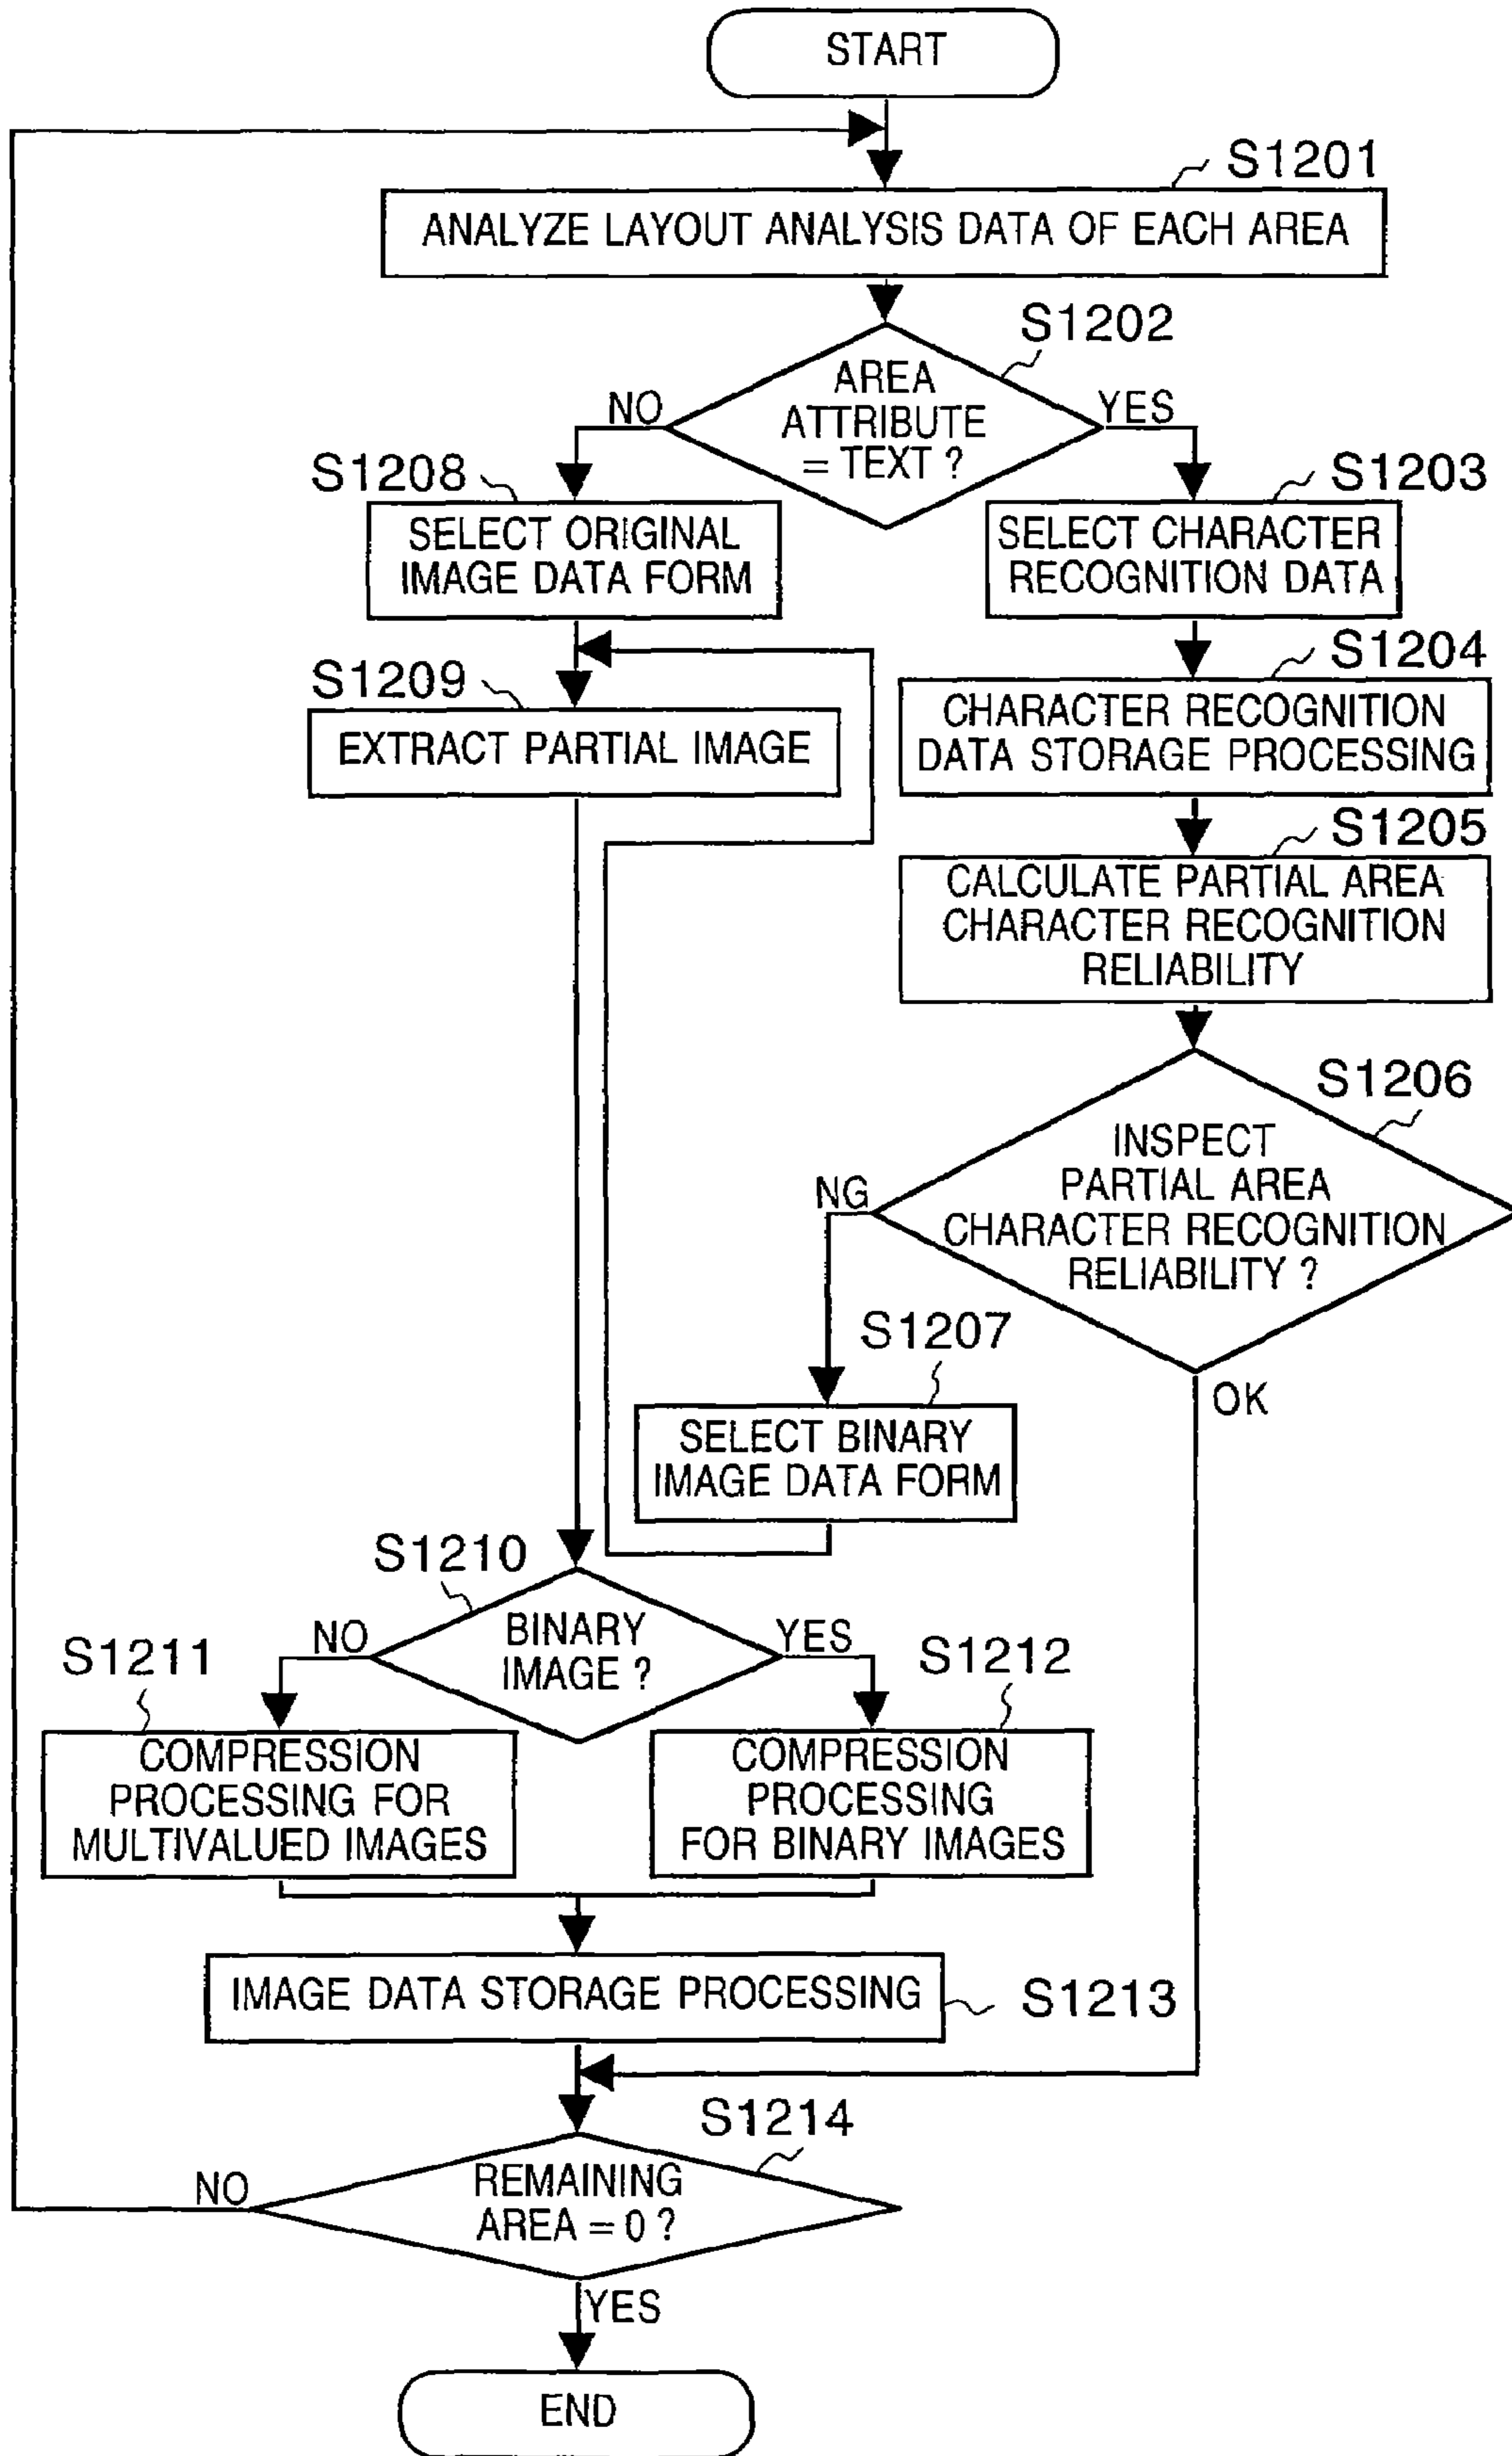 START
S1201
ANALYZE LAYOUT ANALYSIS DATA OF EACH AREA
S1202
AREA
ATTRIBUTE
= TEXT ?
NO
YES
S1208
SELECT ORIGINAL
IMAGE DATA FORM
S1203
SELECT CHARACTER
RECOGNITION DATA
S1209
EXTRACT PARTIAL IMAGE
S1204
CHARACTER RECOGNITION
DATA STORAGE PROCESSING
S1205
CALCULATE PARTIAL AREA
CHARACTER RECOGNITION
RELIABILITY
S1206
INSPECT
PARTIAL AREA
CHARACTER RECOGNITION
RELIABILITY ?
NG
OK
S1207
SELECT BINARY
IMAGE DATA FORM
S1210
BINARY
IMAGE ?
NO
YES
S1211
COMPRESSION
PROCESSING FOR
MULTIVALUED IMAGES
S1212
COMPRESSION
PROCESSING
FOR BINARY IMAGES
IMAGE DATA STORAGE PROCESSING
S1213
S1214
REMAINING
AREA = 0 ?
NO
YES
END